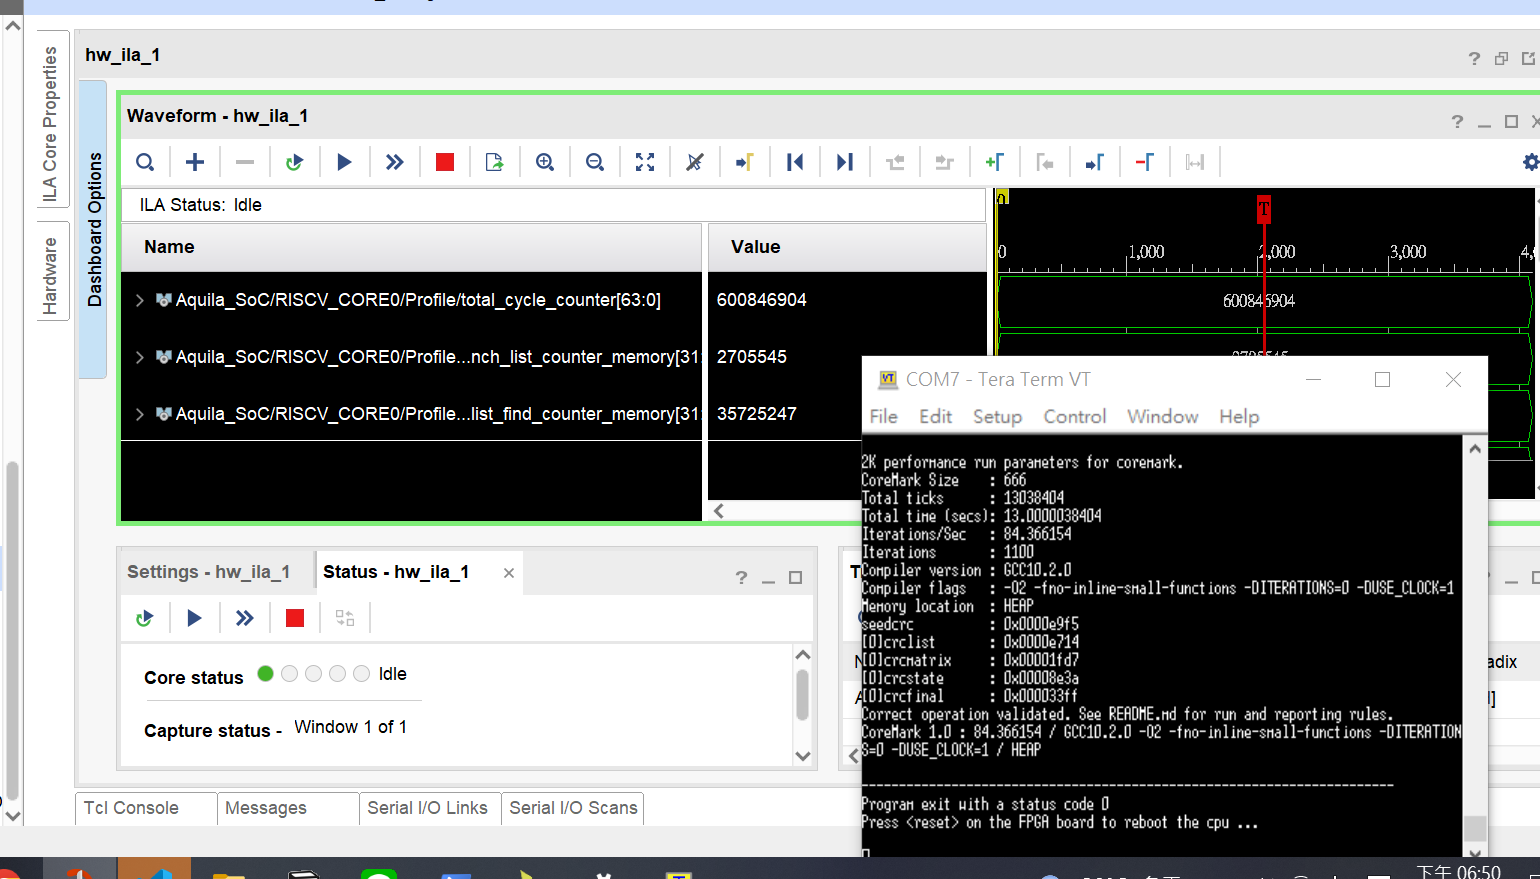 hw_ila_1
ILA Core Properties
Hardware
Dashboard Options
Waveform - hw_ila_1
ILA Status: Idle
Name
Value
Aquila_SoC/RISCV_CORE0/Profile/total_cycle_counter[63:0]
600846904
Aquila_SoC/RISCV_CORE0/Profile...nch_list_counter_memory[31:
2705545
Aquila_SoC/RISCV_CORE0/Profile...list_find_counter_memory[31:
35725247
0
1,000
2,000
3,000
T
600846904
COM7 - Tera Term VT
File Edit Setup Control Window Help
2K performance run parameters for coremark.
CoreMark Size : 666
Total ticks : 13038404
Total time (secs): 13.0000038404
Iterations/Sec : 84.366154
Iterations : 1100
Compiler version : GCC10.2.0
Compiler flags : -O2 -fno-inline-small-functions -DITERATIONS=0 -DUSE_CLOCK=1
Memory location : HEAP
seedcrc : 0x0000e9f5
[0]crclist : 0x0000e714
[0]crcmatrix : 0x00001fd7
[0]crcstate : 0x00008e3a
[0]crcfinal : 0x000033ff
Correct operation validated. See README.md for run and reporting rules.
CoreMark 1.0 : 84.366154 / GCC10.2.0 -O2 -fno-inline-small-functions -DITERATION
S=0 -DUSE_CLOCK=1 / HEAP
Program exit with a status code 0
Press <reset> on the FPGA board to reboot the cpu ...
Settings - hw_ila_1
Status - hw_ila_1
Core status
Idle
Capture status -
Window 1 of 1
adix
Tcl Console
Messages
Serial I/O Links
Serial I/O Scans
下午 06:50